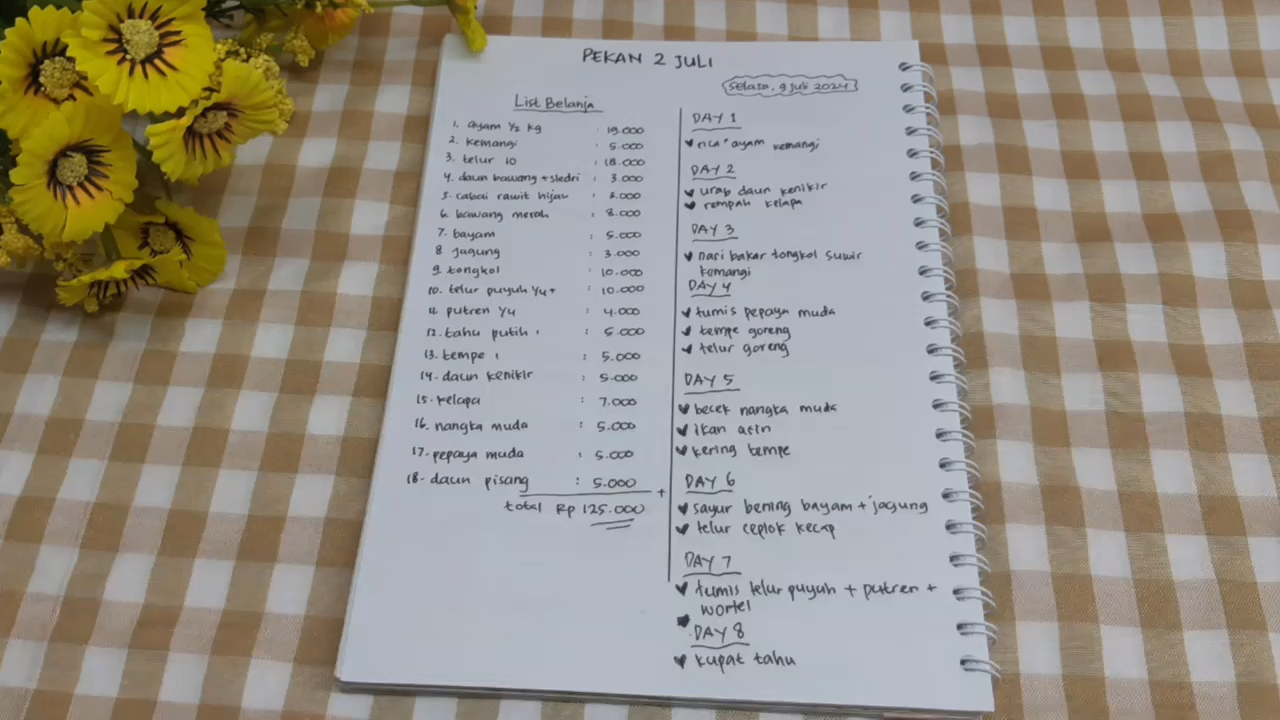 PEKAN 2 JULI
Selasa, 9 Juli 2024
List Belanja
1. ayam 1/2 kg : 19.000
2. kemangi : 5.000
3. telur 10 : 18.000
4. daun bawang + sledri : 3.000
5. cabai rawit hijau : 3.000
6. bawang merah : 8.000
7. bayam : 5.000
8 jagung : 3.000
9. tongkol : 10.000
10. telur puyuh 1/4+ : 10.000
11. putren 1/4 : 4.000
12. tahu putih 1 : 5.000
13. tempe 1 : 5.000
14. daun kenikir : 5.000
15. kelapa : 7.000
16. nangka muda : 5.000
17. pepaya muda : 5.000
18. daun pisang : 5.000
+
total Rp 125.000
DAY 1
rica" ayam kemangi
DAY 2
urab daun kenikir
rempah kelapa
DAY 3
nasi bakar tongkol suwir
kemangi
DAY 4
tumis pepaya muda
tempe goreng
telur goreng
DAY 5
becek nangka muda
ikan asin
kering tempe
DAY 6
sayur bening bayam + jagung
telur ceplok kecap
DAY 7
tumis telur puyuh + putren +
wortel
DAY 8
kupat tahu